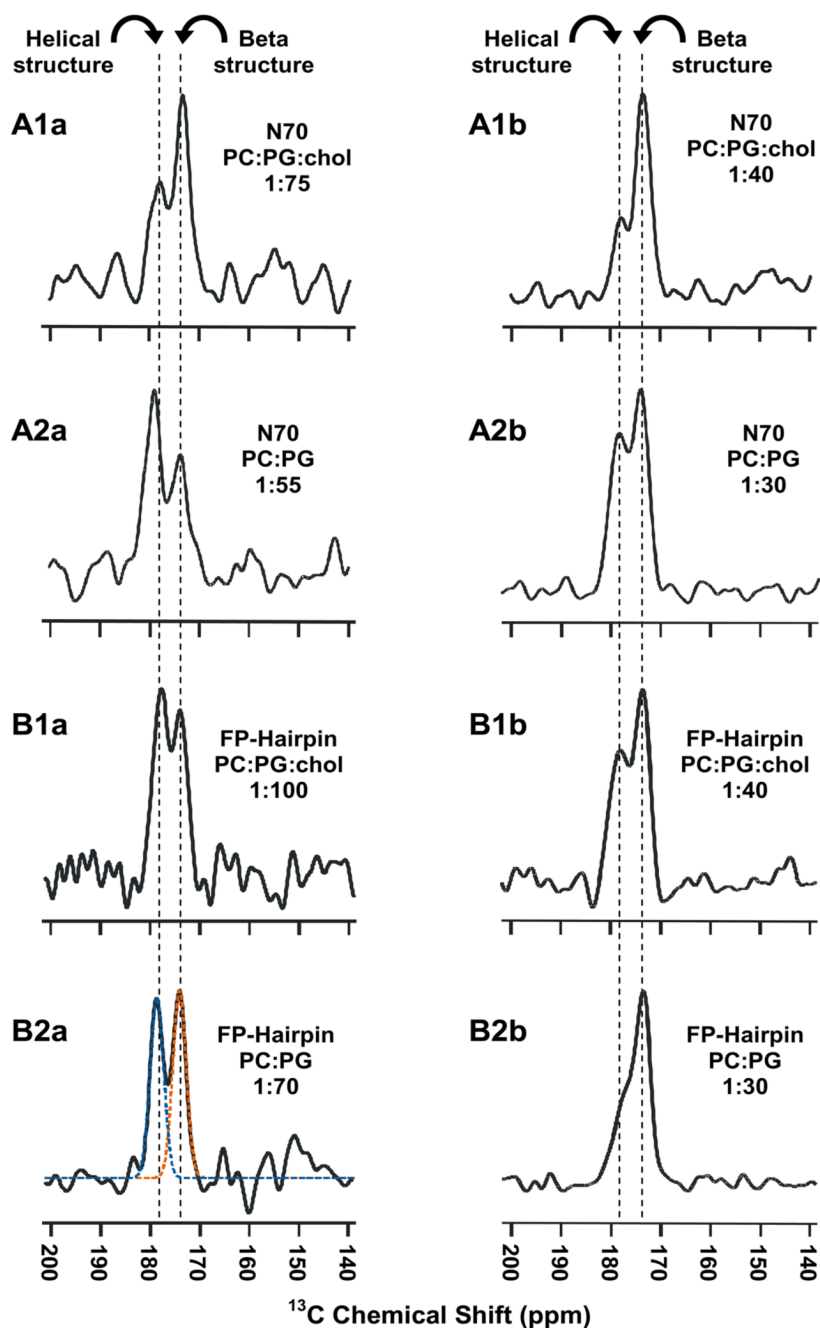 Helical
structure
Beta
structure
Helical
structure
Beta
structure
A1a
N70
PC:PG:chol
1:75
A1b
N70
PC:PG:chol
1:40
A2a
N70
PC:PG
1:55
A2b
N70
PC:PG
1:30
B1a
FP-Hairpin
PC:PG:chol
1:100
B1b
FP-Hairpin
PC:PG:chol
1:40
B2a
FP-Hairpin
PC:PG
1:70
B2b
FP-Hairpin
PC:PG
1:30
200 190 180 170 160 150 140
200 190 180 170 160 150 140
¹³C Chemical Shift (ppm)